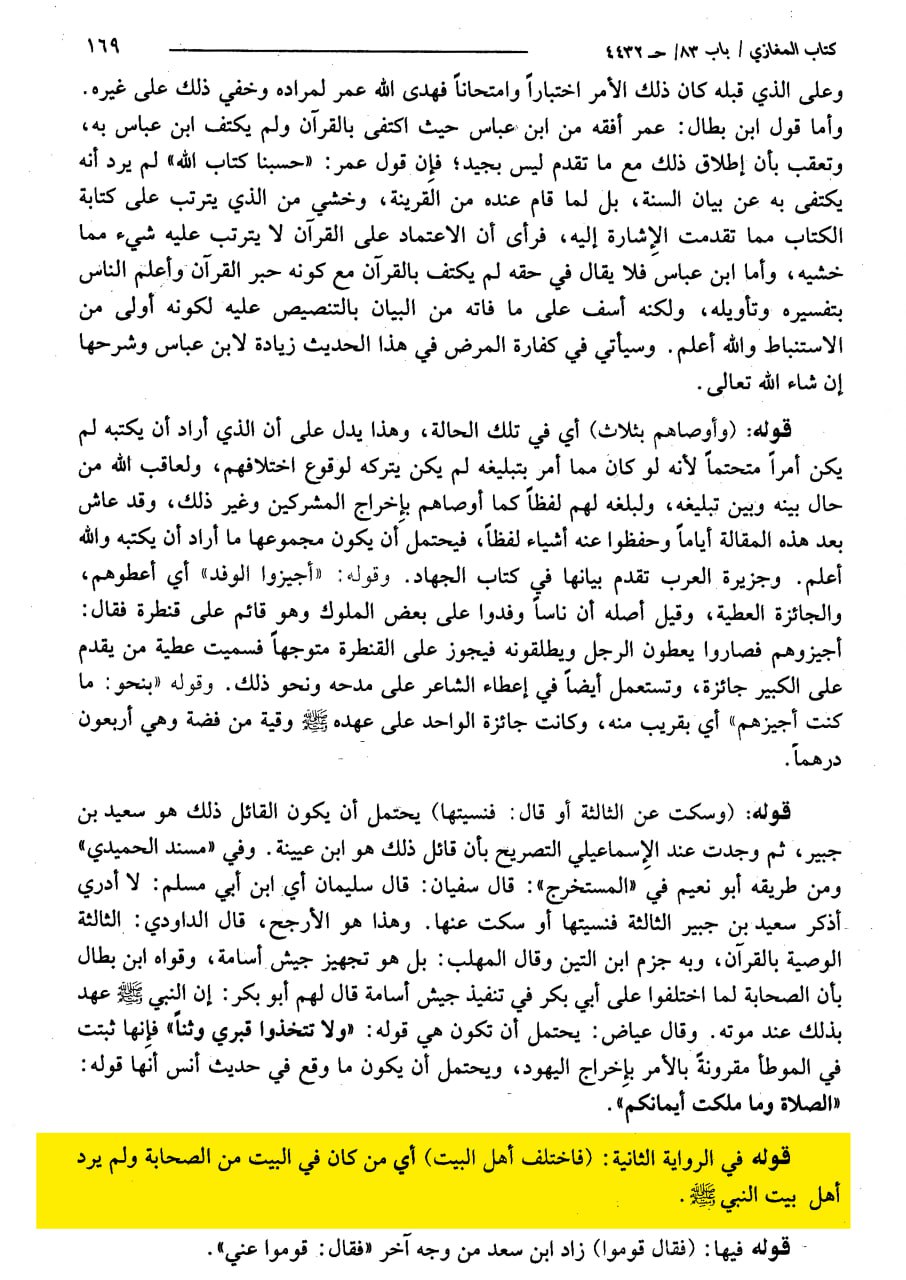 كتاب المغازي / باب ٨٣/ حـ ٤٤٣٢
١٦٩
وعلى الذي قبله كان ذلك الأمر اختباراً وامتحاناً فهدى الله عمر لمراده وخفي ذلك على غيره.
وأما قول ابن بطال: عمر أفقه من ابن عباس حيث اكتفى بالقرآن ولم يكتف ابن عباس به،
وتعقب بأن إطلاق ذلك مع ما تقدم ليس بجيد؛ فإن قول عمر: «حسبنا كتاب الله» لم يرد أنه
يكتفى به عن بيان السنة، بل لما قام عنده من القرينة، وخشي من الذي يترتب على كتابة
الكتاب مما تقدمت الإشارة إليه، فرأى أن الاعتماد على القرآن لا يترتب عليه شيء مما
خشيه، وأما ابن عباس فلا يقال في حقه لم يكتف بالقرآن مع كونه حبر القرآن وأعلم الناس
بتفسيره وتأويله، ولكنه أسف على ما فاته من البيان بالتنصيص عليه لكونه أولى من
الاستنباط والله أعلم. وسيأتي في كفارة المرض في هذا الحديث زيادة لابن عباس وشرحها
إن شاء الله تعالى.
قوله: (وأوصاهم بثلاث) أي في تلك الحالة، وهذا يدل على أن الذي أراد أن يكتبه لم
يكن أمراً متحتماً لأنه لو كان مما أمر بتبليغه لم يكن يتركه لوقوع اختلافهم، ولعاقب الله من
حال بينه وبين تبليغه، ولبلغه لهم لفظاً كما أوصاهم بإخراج المشركين وغير ذلك، وقد عاش
بعد هذه المقالة أياماً وحفظوا عنه أشياء لفظاً، فيحتمل أن يكون مجموعها ما أراد أن يكتبه والله
أعلم. وجزيرة العرب تقدم بيانها في كتاب الجهاد. وقوله: «أجيزوا الوفد» أي أعطوهم،
والجائزة العطية، وقيل أصله أن ناساً وفدوا على بعض الملوك وهو قائم على قنطرة فقال:
أجيزوهم فصاروا يعطون الرجل ويطلقونه فيجوز على القنطرة متوجهاً فسميت عطية من يقدم
على الكبير جائزة، وتستعمل أيضاً في إعطاء الشاعر على مدحه ونحو ذلك. وقوله «بنحو: ما
كنت أجيزهم» أي بقريب منه، وكانت جائزة الواحد على عهده ﷺ وقية من فضة وهي أربعون
درهماً.
قوله: (وسكت عن الثالثة أو قال: فنسيتها) يحتمل أن يكون القائل ذلك هو سعيد بن
جبير، ثم وجدت عند الإسماعيلي التصريح بأن قائل ذلك هو ابن عيينة. وفي «مسند الحميدي»
ومن طريقه أبو نعيم في «المستخرج»: قال سفيان: قال سليمان أي ابن أبي مسلم: لا أدري
أذكر سعيد بن جبير الثالثة فنسيتها أو سكت عنها. وهذا هو الأرجح، قال الداودي: الثالثة
الوصية بالقرآن، وبه جزم ابن التين وقال المهلب: بل هو تجهيز جيش أسامة، وقواه ابن بطال
بأن الصحابة لما اختلفوا على أبي بكر في تنفيذ جيش أسامة قال لهم أبو بكر: إن النبي ﷺ عهد
بذلك عند موته. وقال عياض: يحتمل أن تكون هي قوله: «ولا تتخذوا قبري وثناً» فإنها ثبتت
في الموطأ مقرونةً بالأمر بإخراج اليهود، ويحتمل أن يكون ما وقع في حديث أنس أنها قوله:
«الصلاة وما ملكت أيمانكم».
قوله في الرواية الثانية: (فاختلف أهل البيت) أي من كان في البيت من الصحابة ولم يرد
أهل بيت النبي ﷺ.
قوله فيها: (فقال قوموا) زاد ابن سعد من وجه آخر «فقال: قوموا عني».